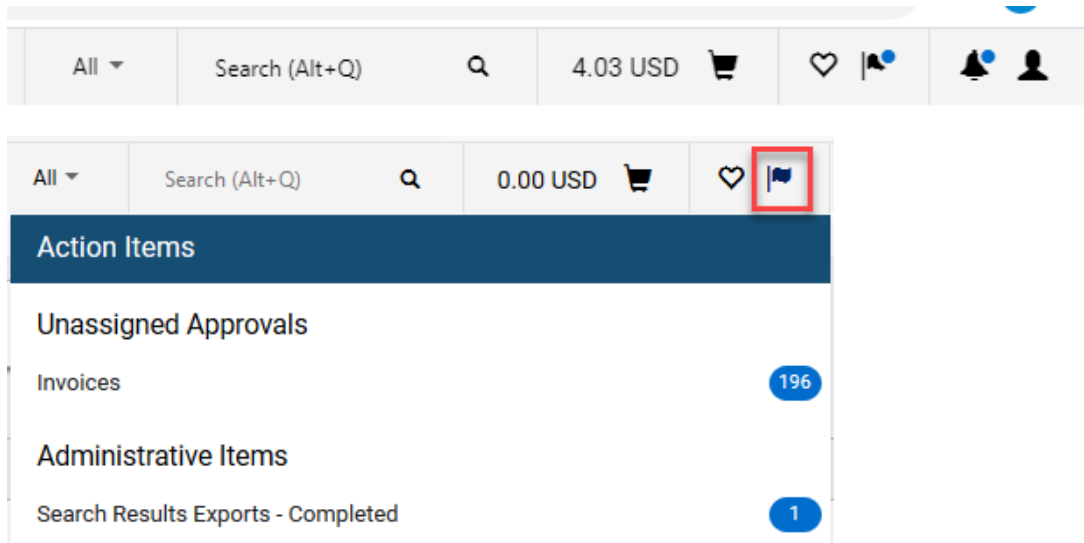 All Search (Alt+Q) 4.03 USD
All Search (Alt+Q) 0.00 USD
Action Items
Unassigned Approvals
Invoices 196
Administrative Items
Search Results Exports - Completed 1